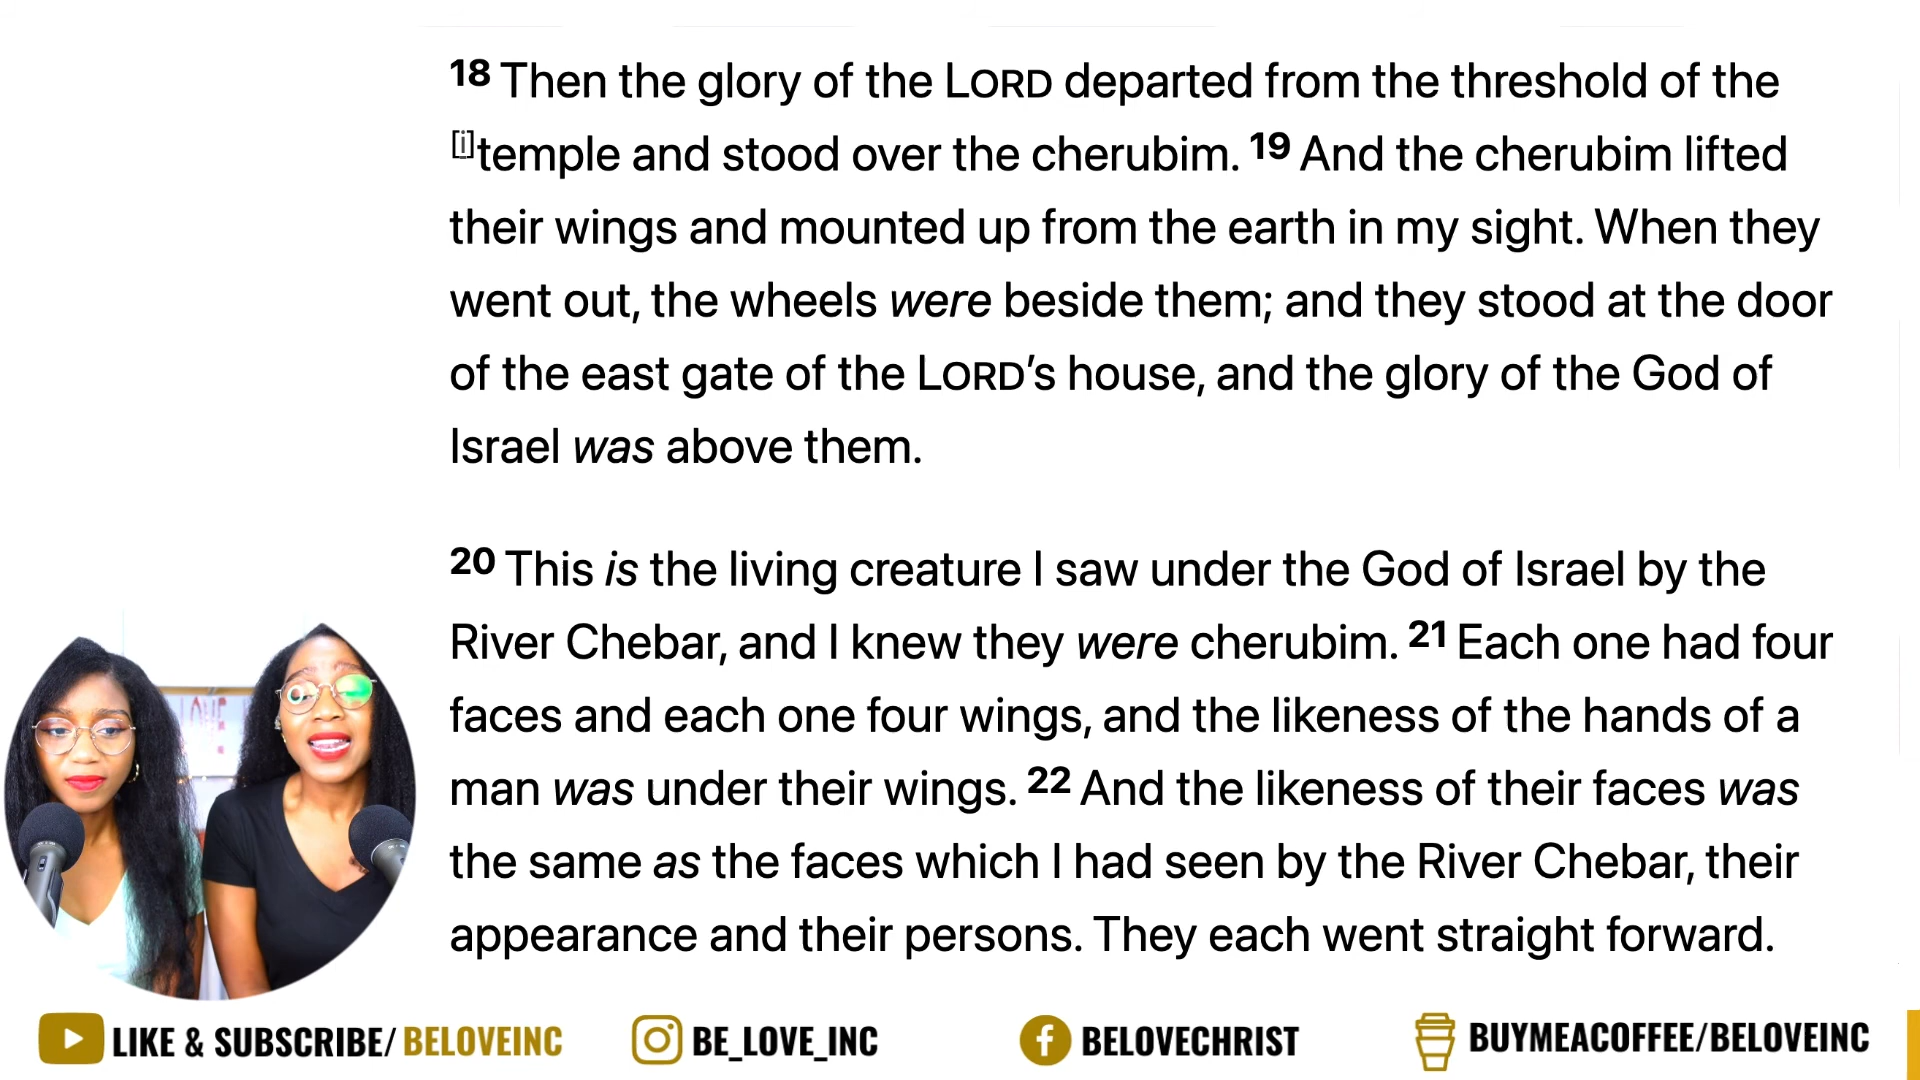 18 Then the glory of the LORD departed from the threshold of the
[i]temple and stood over the cherubim. 19 And the cherubim lifted
their wings and mounted up from the earth in my sight. When they
went out, the wheels were beside them; and they stood at the door
of the east gate of the LORD’s house, and the glory of the God of
Israel was above them.
20 This is the living creature I saw under the God of Israel by the
River Chebar, and I knew they were cherubim. 21 Each one had four
faces and each one four wings, and the likeness of the hands of a
man was under their wings. 22 And the likeness of their faces was
the same as the faces which I had seen by the River Chebar, their
appearance and their persons. They each went straight forward.
LOVE
LIKE & SUBSCRIBE/ BELOVEINC
BE_LOVE_INC
BELOVECHRIST
BUYMEACOFFEE/BELOVEINC